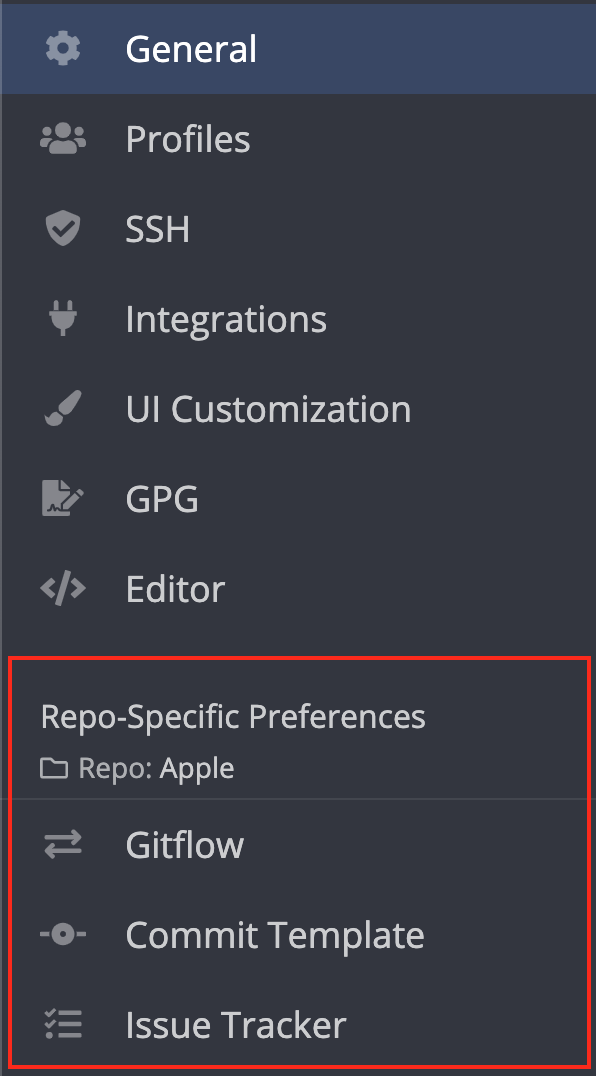 General
Profiles
SSH
Integrations
UI Customization
GPG
Editor
Repo-Specific Preferences
Repo: Apple
Gitflow
Commit Template
Issue Tracker